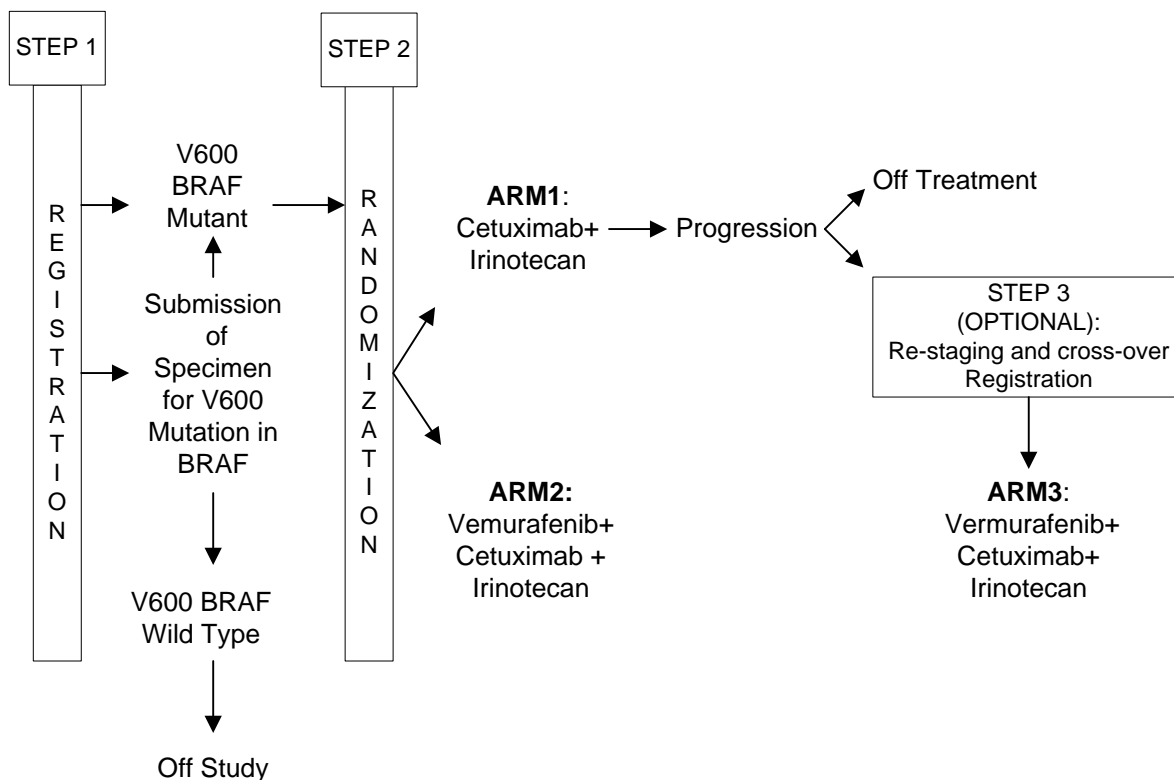 STEP 1
REGISTRATION
V600
BRAF
Mutant
Submission
of
Specimen
for V600
Mutation in
BRAF
V600 BRAF
Wild Type
Off Study
STEP 2
RANDOMIZATION
ARM1:
Cetuximab+
Irinotecan
ARM2:
Vemurafenib+
Cetuximab +
Irinotecan
Progression
Off Treatment
STEP 3
(OPTIONAL):
Re-staging and cross-over
Registration
ARM3:
Vermurafenib+
Cetuximab+
Irinotecan